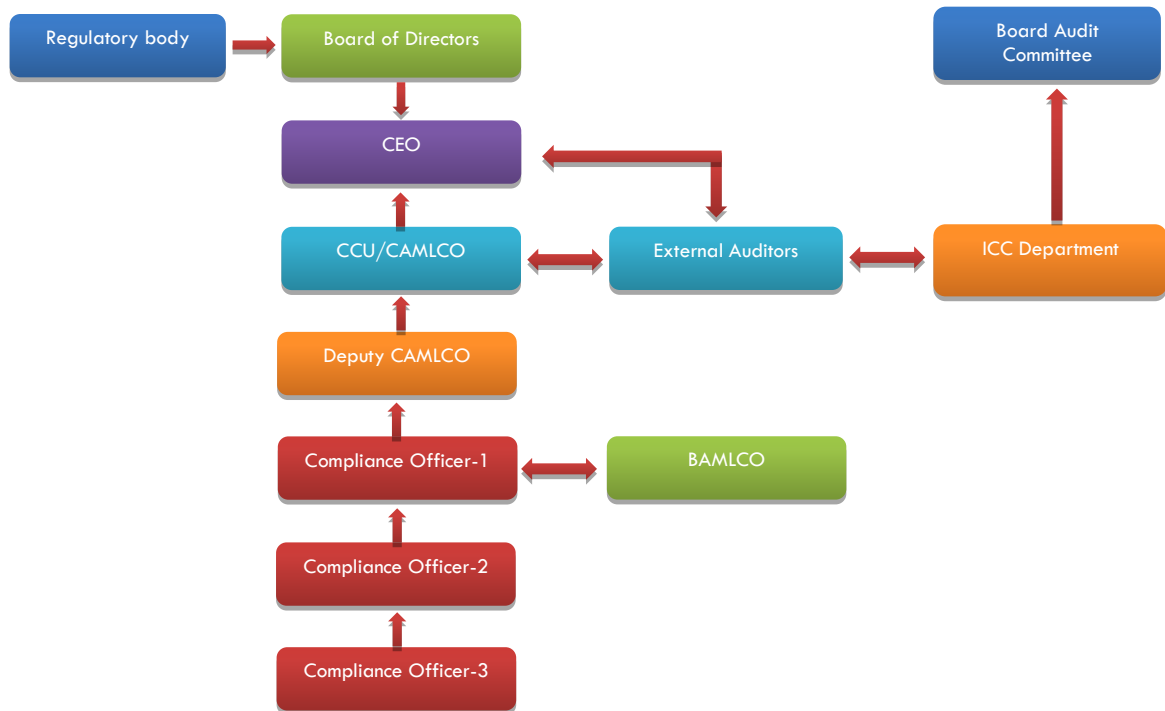 Regulatory body
Board of Directors
Board Audit
Committee
CEO
CCU/CAMLCO
External Auditors
ICC Department
Deputy CAMLCO
Compliance Officer-1
BAMLCO
Compliance Officer-2
Compliance Officer-3